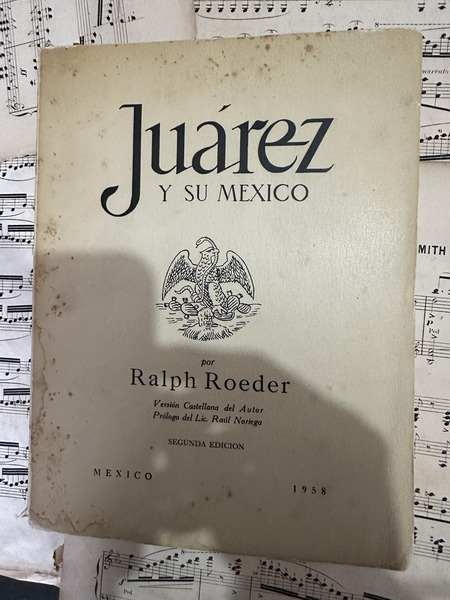 Juárez
Y SU MEXICO
por
Ralph Roeder
Versión Castellana del Autor
Prólogo del Lic. Raúl Noriega
SEGUNDA EDICION
MEXICO
1958
SMITH